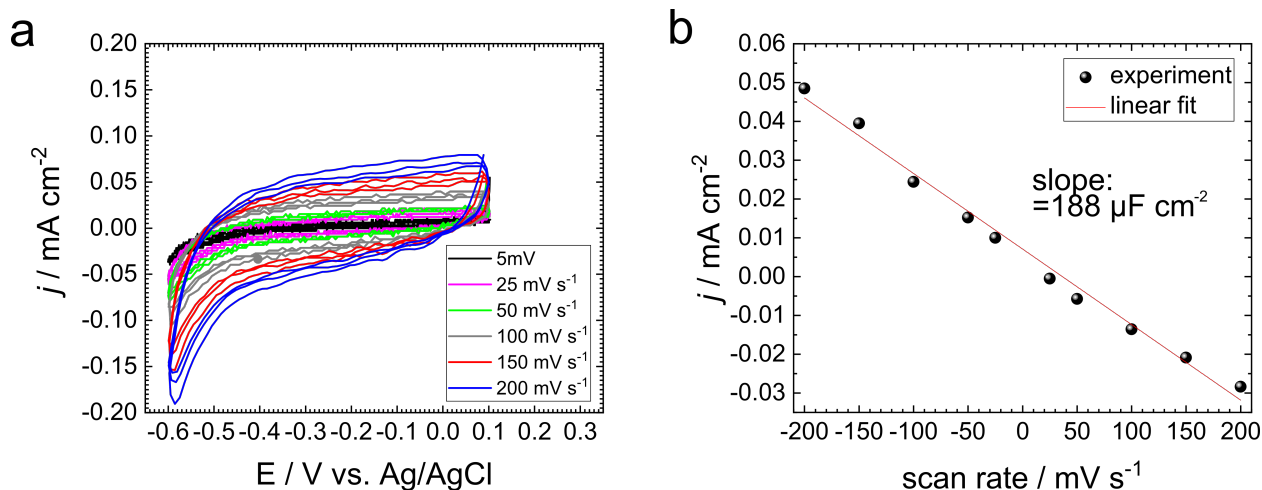 a
0.20
0.15
0.10
0.05
0.00
-0.05
-0.10
-0.15
-0.20
j / mA cm⁻²
-0.6 -0.5 -0.4 -0.3 -0.2 -0.1 0.0 0.1 0.2 0.3
E / V vs. Ag/AgCl
5mV
25 mV s⁻¹
50 mV s⁻¹
100 mV s⁻¹
150 mV s⁻¹
200 mV s⁻¹
b
0.06
0.05
0.04
0.03
0.02
0.01
0.00
-0.01
-0.02
-0.03
j / mA cm⁻²
-200 -150 -100 -50 0 50 100 150 200
scan rate / mV s⁻¹
experiment
linear fit
slope:
=188 µF cm⁻²